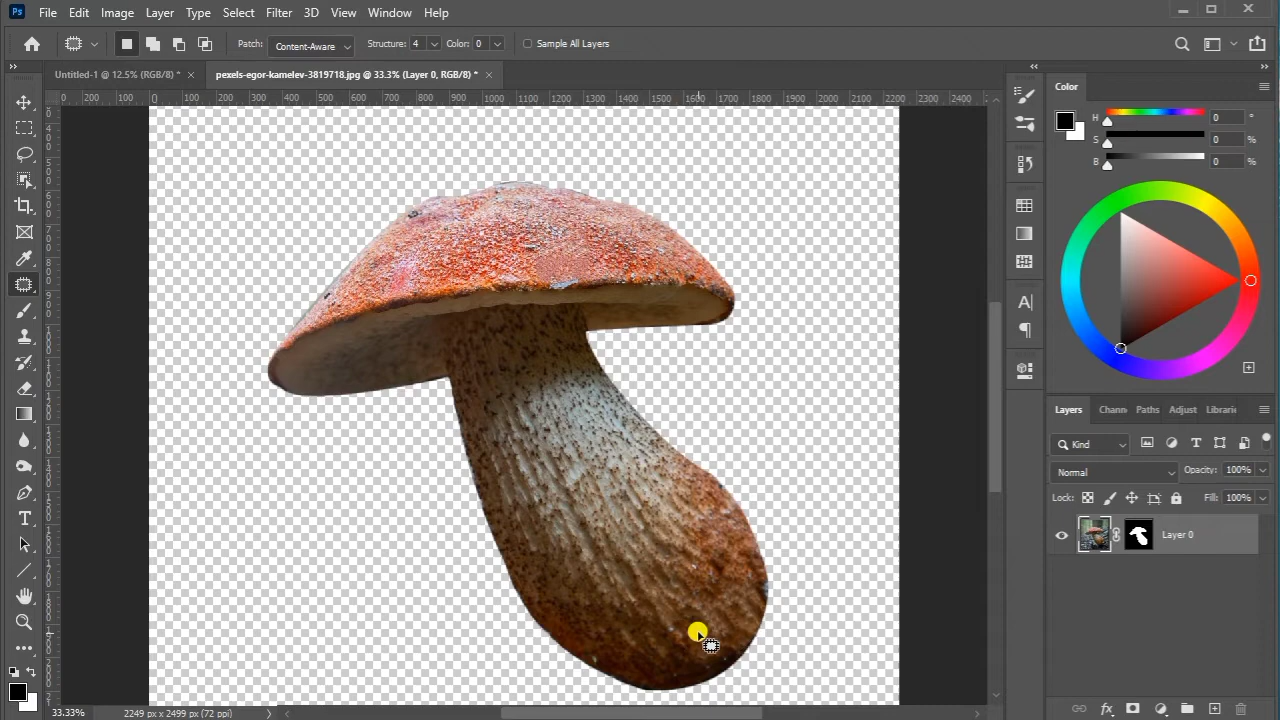 Ps File Edit Image Layer Type Select Filter 3D View Window Help
Patch: Content-Aware Structure: 4 Color: 0 Sample All Layers
Untitled-1 @ 12.5% (RGB/8) * × pexels-egor-kamelev-3819718.jpg @ 33.3% (Layer 0, RGB/8) * ×
0 200 100 0 100 200 300 400 500 600 700 800 900 1000 1100 1200 1300 1400 1500 1600 1700 1800 1900 2000 2100 2200 2300 2400
Color
H 0 °
S 0 %
B 0 %
Layers Chann Paths Adjust Librari
Kind
Normal Opacity: 100%
Lock: Fill: 100%
Layer 0
33.33% 2249 px x 2499 px (72 ppi)